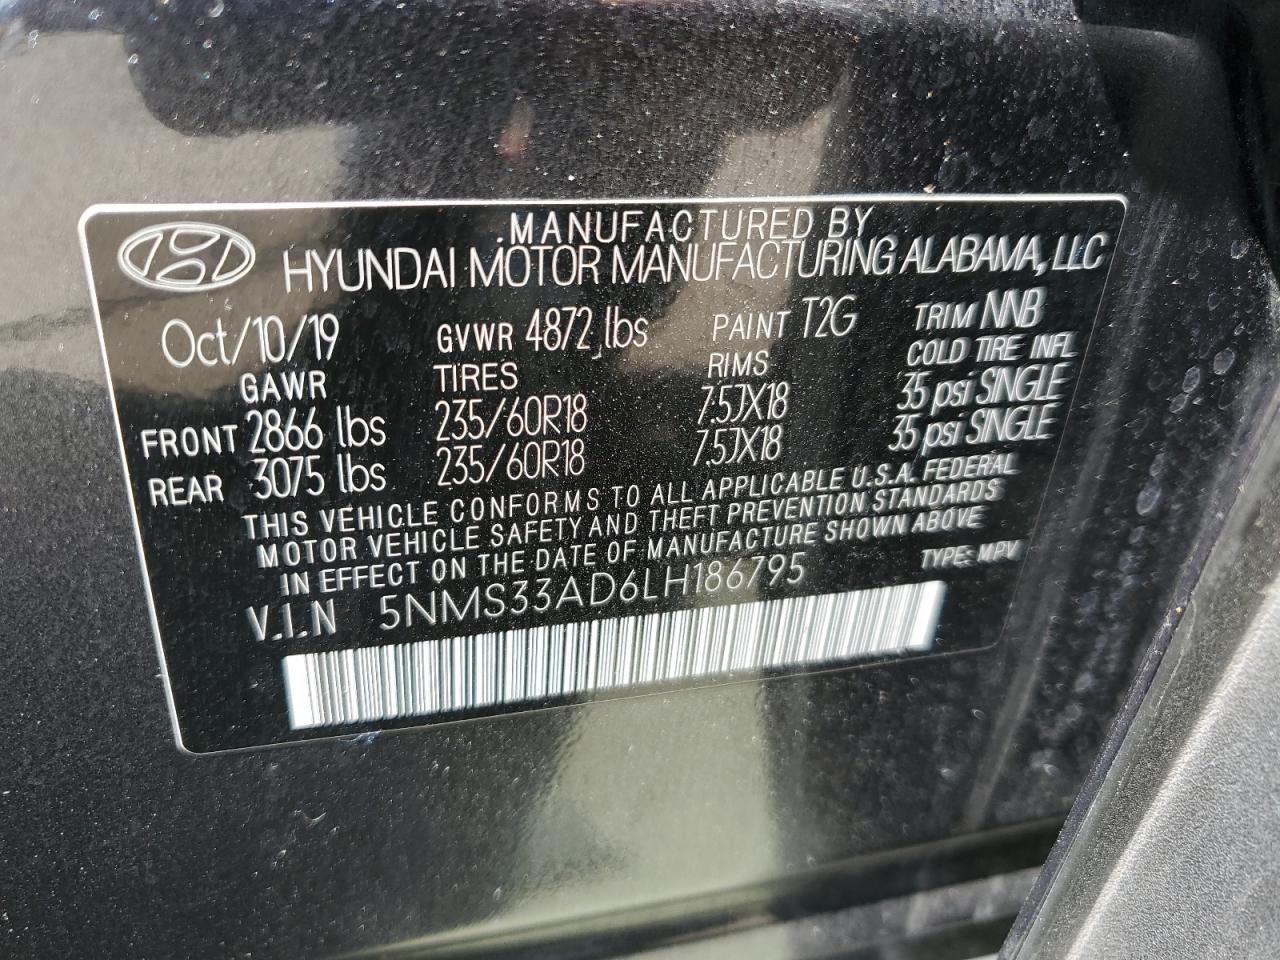 MANUFACTURED BY
HYUNDAI MOTOR MANUFACTURING ALABAMA, LLC
Oct/10/19 GVWR 4872 lbs PAINT T2G TRIM NNB
GAWR TIRES RIMS COLD TIRE INFL
FRONT 2866 lbs 235/60R18 7.5JX18 35 psi SINGLE
REAR 3075 lbs 235/60R18 7.5JX18 35 psi SINGLE
THIS VEHICLE CONFORMS TO ALL APPLICABLE U.S.A. FEDERAL
MOTOR VEHICLE SAFETY AND THEFT PREVENTION STANDARDS
IN EFFECT ON THE DATE OF MANUFACTURE SHOWN ABOVE
V.I.N 5NMS33AD6LH186795 TYPE: MPV